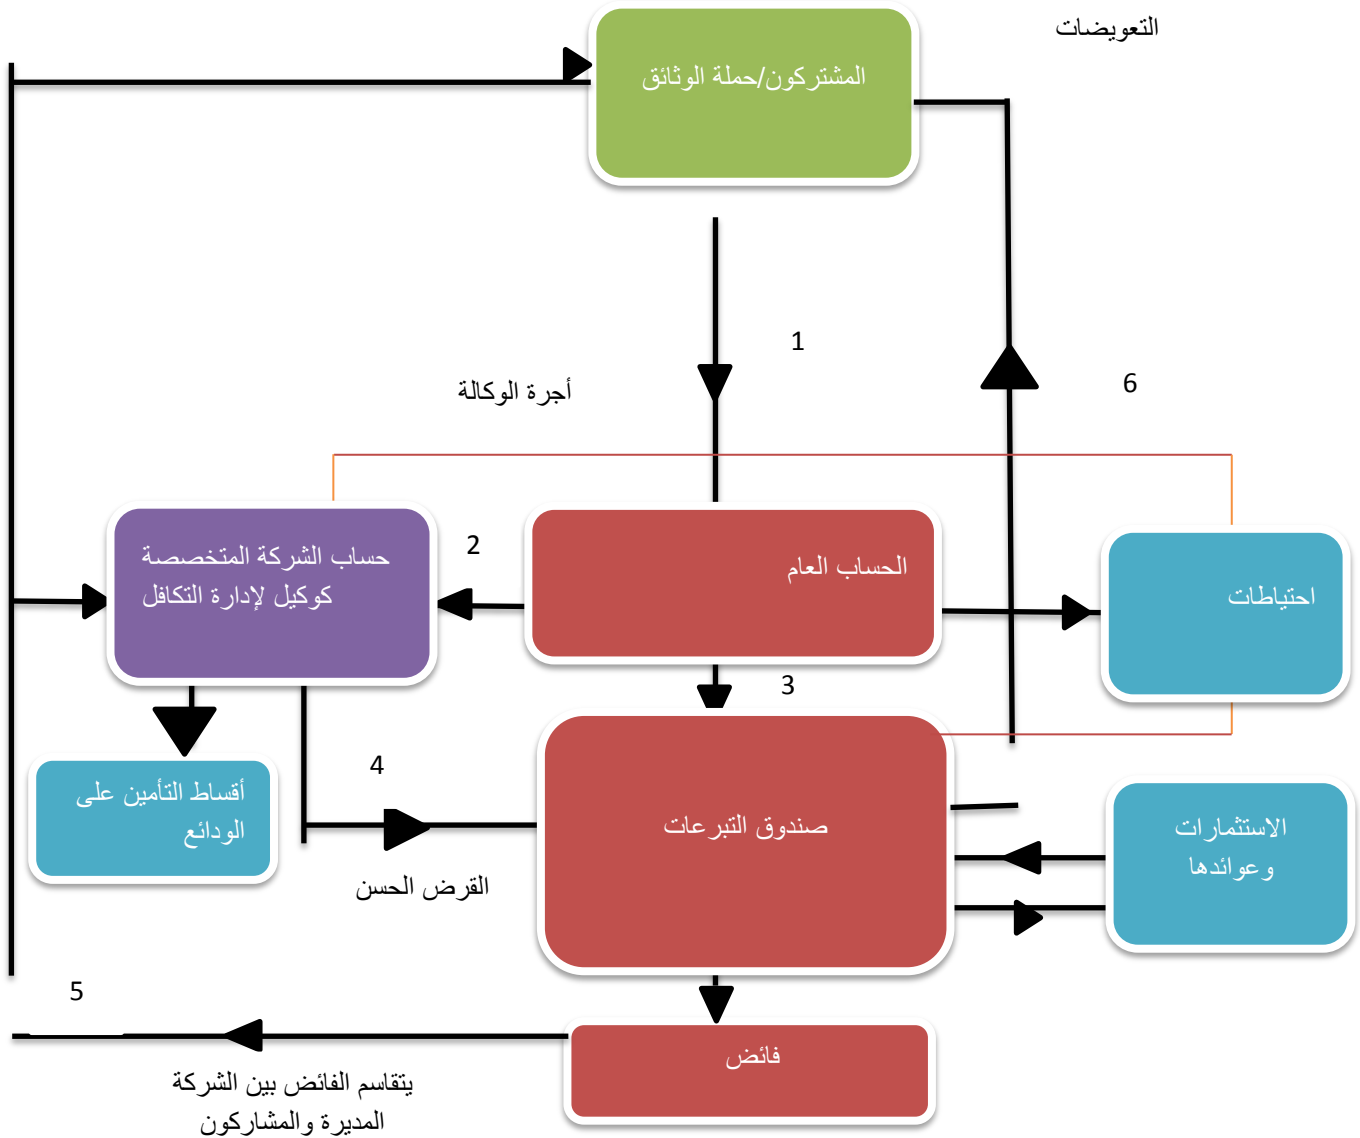 التعويضات
المشتركون/حملة الوثائق
1
6
أجرة الوكالة
2
حساب الشركة المتخصصة
كوكيل لإدارة التكافل
الحساب العام
احتياطات
3
4
أقساط التأمين على
الودائع
صندوق التبرعات
الاستثمارات
وعوائدها
القرض الحسن
5
فائض
يتقاسم الفائض بين الشركة
المديرة والمشاركون